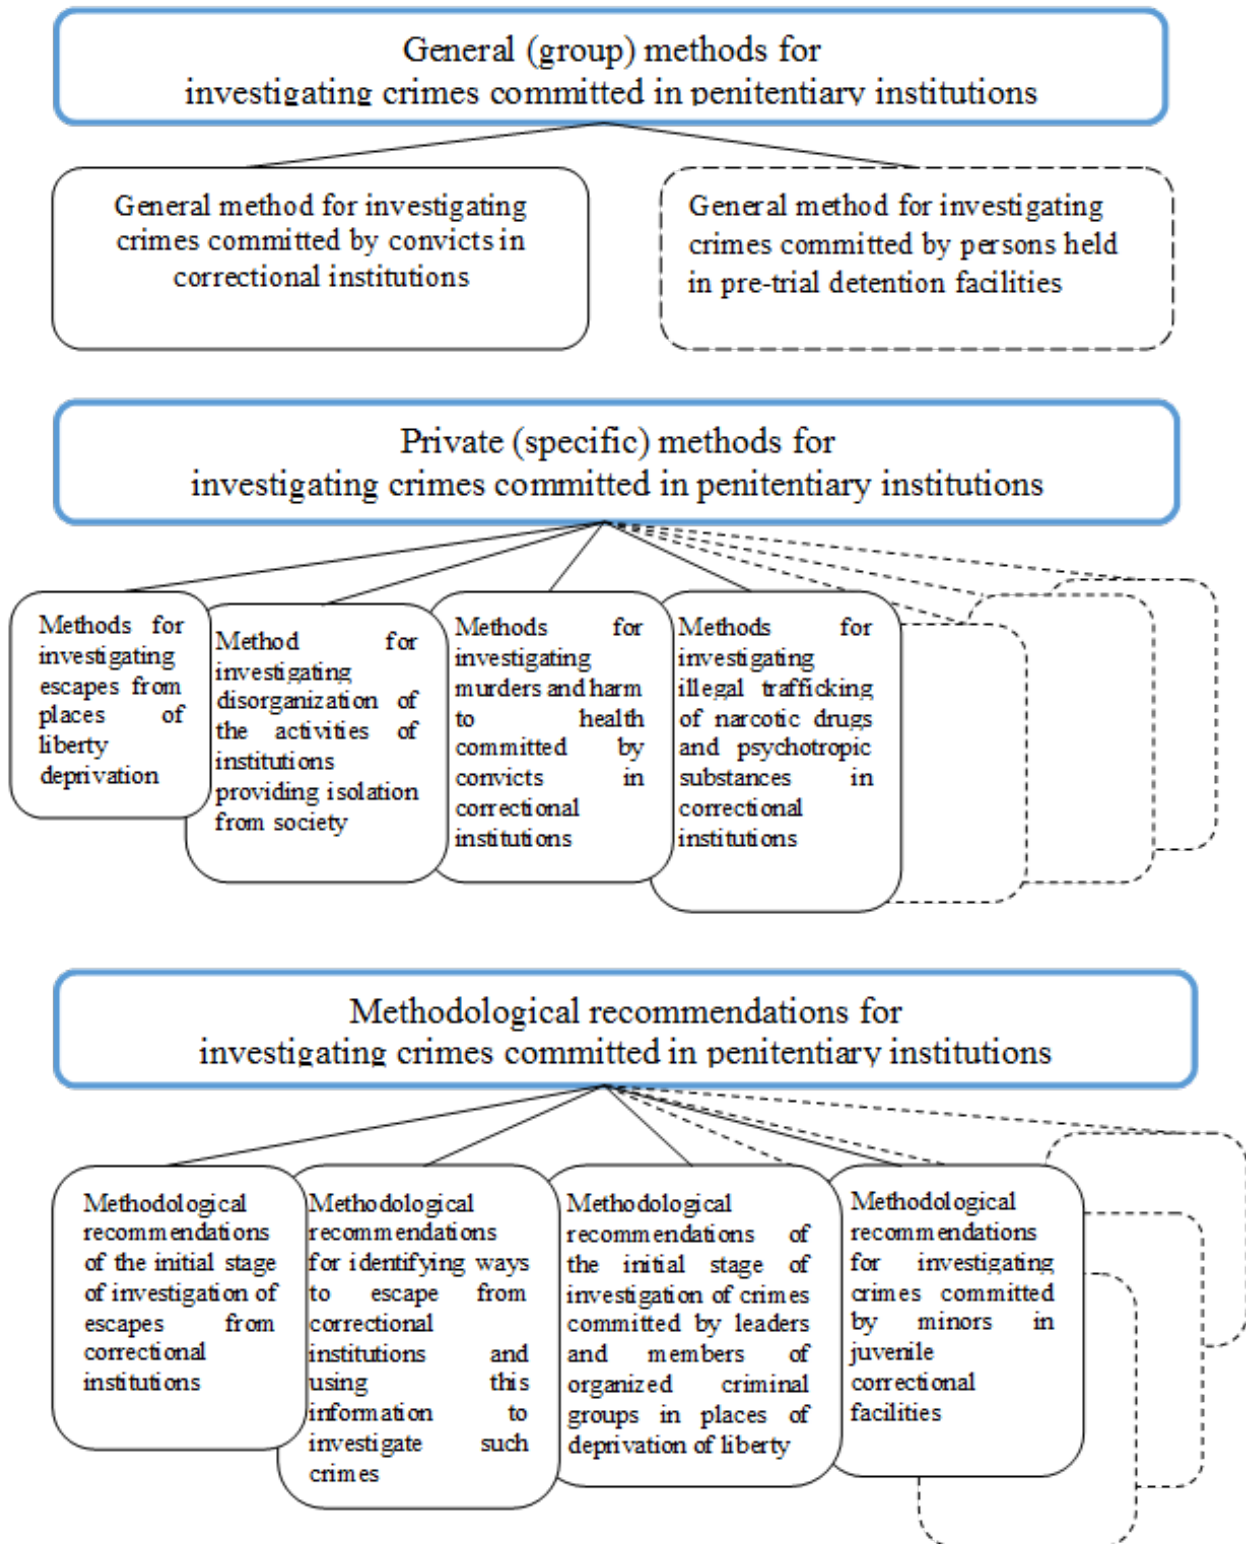 General (group) methods for
investigating crimes committed in penitentiary institutions
General method for investigating
crimes committed by convicts in
correctional institutions
General method for investigating
crimes committed by persons held
in pre-trial detention facilities
Private (specific) methods for
investigating crimes committed in penitentiary institutions
Methods for
investigating
escapes from
places of
liberty
deprivation
Method for
investigating
disorganization of
the activities of
institutions
providing isolation
from society
Methods for
investigating
murders and harm
to health
committed by
convicts in
correctional
institutions
Methods for
investigating
illegal trafficking
of narcotic drugs
and psychotropic
substances in
correctional
institutions
Methodological recommendations for
investigating crimes committed in penitentiary institutions
Methodological
recommendations
of the initial stage
of investigation of
escapes from
correctional
institutions
Methodological
recommendations
for identifying ways
to escape from
correctional
institutions and
using this
information to
investigate such
crimes
Methodological
recommendations of
the initial stage of
investigation of crimes
committed by leaders
and members of
organized criminal
groups in places of
deprivation of liberty
Methodological
recommendations
for investigating
crimes committed
by minors in
juvenile
correctional
facilities